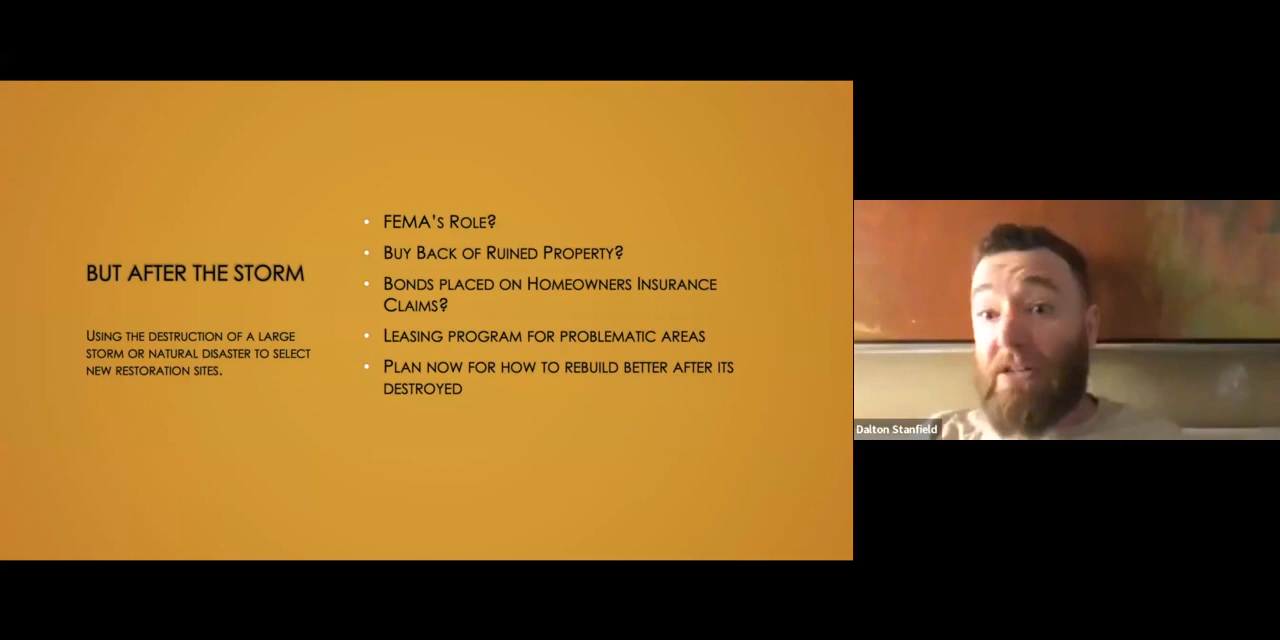 BUT AFTER THE STORM
Using the destruction of a large
storm or natural disaster to select
new restoration sites.
• FEMA's Role?
• Buy Back of Ruined Property?
• Bonds placed on Homeowners Insurance
Claims?
• Leasing program for problematic areas
• Plan now for how to rebuild better after its
destroyed
Dalton Stanfield